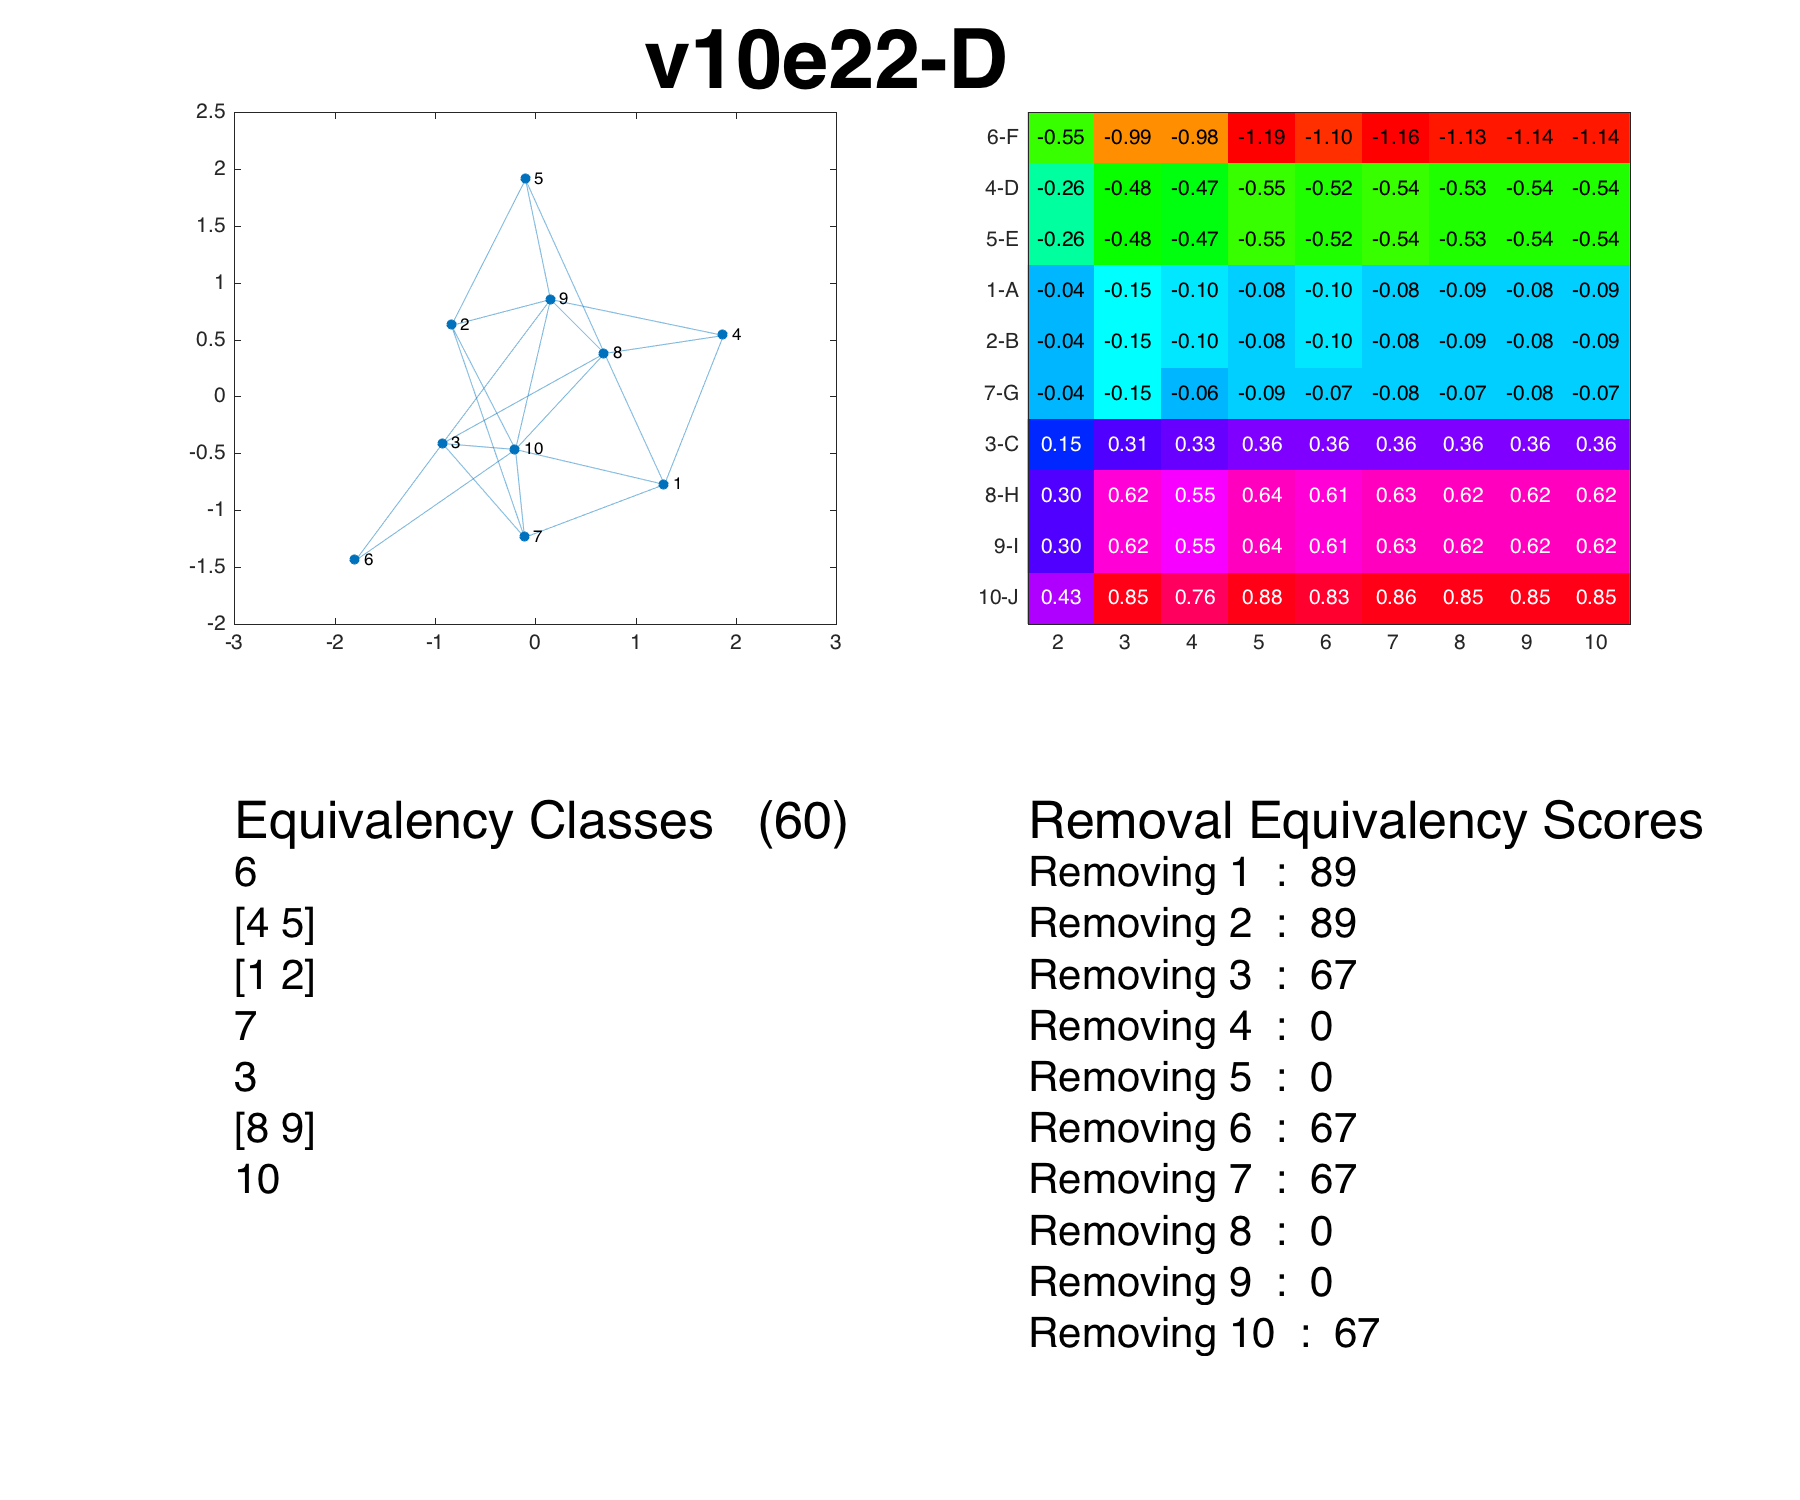 v10e22-D
2.5
2
1.5
1
0.5
0
-0.5
-1
-1.5
-2
-3 -2 -1 0 1 2 3
5
9
2
4
8
3
10
1
7
6
6-F -0.55 -0.99 -0.98 -1.19 -1.10 -1.16 -1.13 -1.14 -1.14
4-D -0.26 -0.48 -0.47 -0.55 -0.52 -0.54 -0.53 -0.54 -0.54
5-E -0.26 -0.48 -0.47 -0.55 -0.52 -0.54 -0.53 -0.54 -0.54
1-A -0.04 -0.15 -0.10 -0.08 -0.10 -0.08 -0.09 -0.08 -0.09
2-B -0.04 -0.15 -0.10 -0.08 -0.10 -0.08 -0.09 -0.08 -0.09
7-G -0.04 -0.15 -0.06 -0.09 -0.07 -0.08 -0.07 -0.08 -0.07
3-C 0.15 0.31 0.33 0.36 0.36 0.36 0.36 0.36 0.36
8-H 0.30 0.62 0.55 0.64 0.61 0.63 0.62 0.62 0.62
9-I 0.30 0.62 0.55 0.64 0.61 0.63 0.62 0.62 0.62
10-J 0.43 0.85 0.76 0.88 0.83 0.86 0.85 0.85 0.85
2 3 4 5 6 7 8 9 10
Equivalency Classes (60)
6
[4 5]
[1 2]
7
3
[8 9]
10
Removal Equivalency Scores
Removing 1 : 89
Removing 2 : 89
Removing 3 : 67
Removing 4 : 0
Removing 5 : 0
Removing 6 : 67
Removing 7 : 67
Removing 8 : 0
Removing 9 : 0
Removing 10 : 67